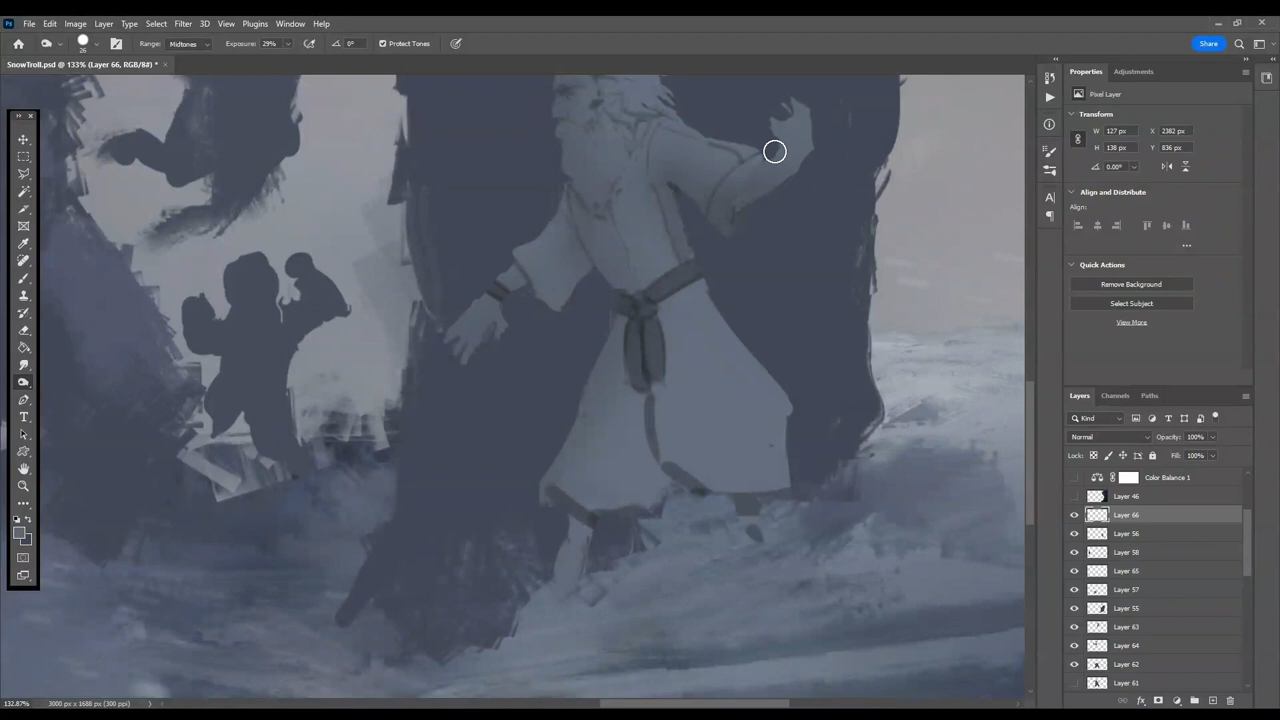 Ps File Edit Image Layer Type Select Filter 3D View Plugins Window Help
26 Range: Midtones Exposure: 29% 0° Protect Tones Share
SnowTroll.psd @ 133% (Layer 66, RGB/8#) *
Properties Adjustments
Pixel Layer
Transform
W 127 px X 2382 px
H 138 px Y 836 px
0.00°
Align and Distribute
Align:
Quick Actions
Remove Background
Select Subject
View More
Layers Channels Paths
Kind
Normal Opacity: 100%
Lock: Fill: 100%
Color Balance 1
Layer 46
Layer 66
Layer 56
Layer 58
Layer 65
Layer 57
Layer 55
Layer 63
Layer 64
Layer 62
Layer 61
132.87% 3000 px x 1688 px (300 ppi)